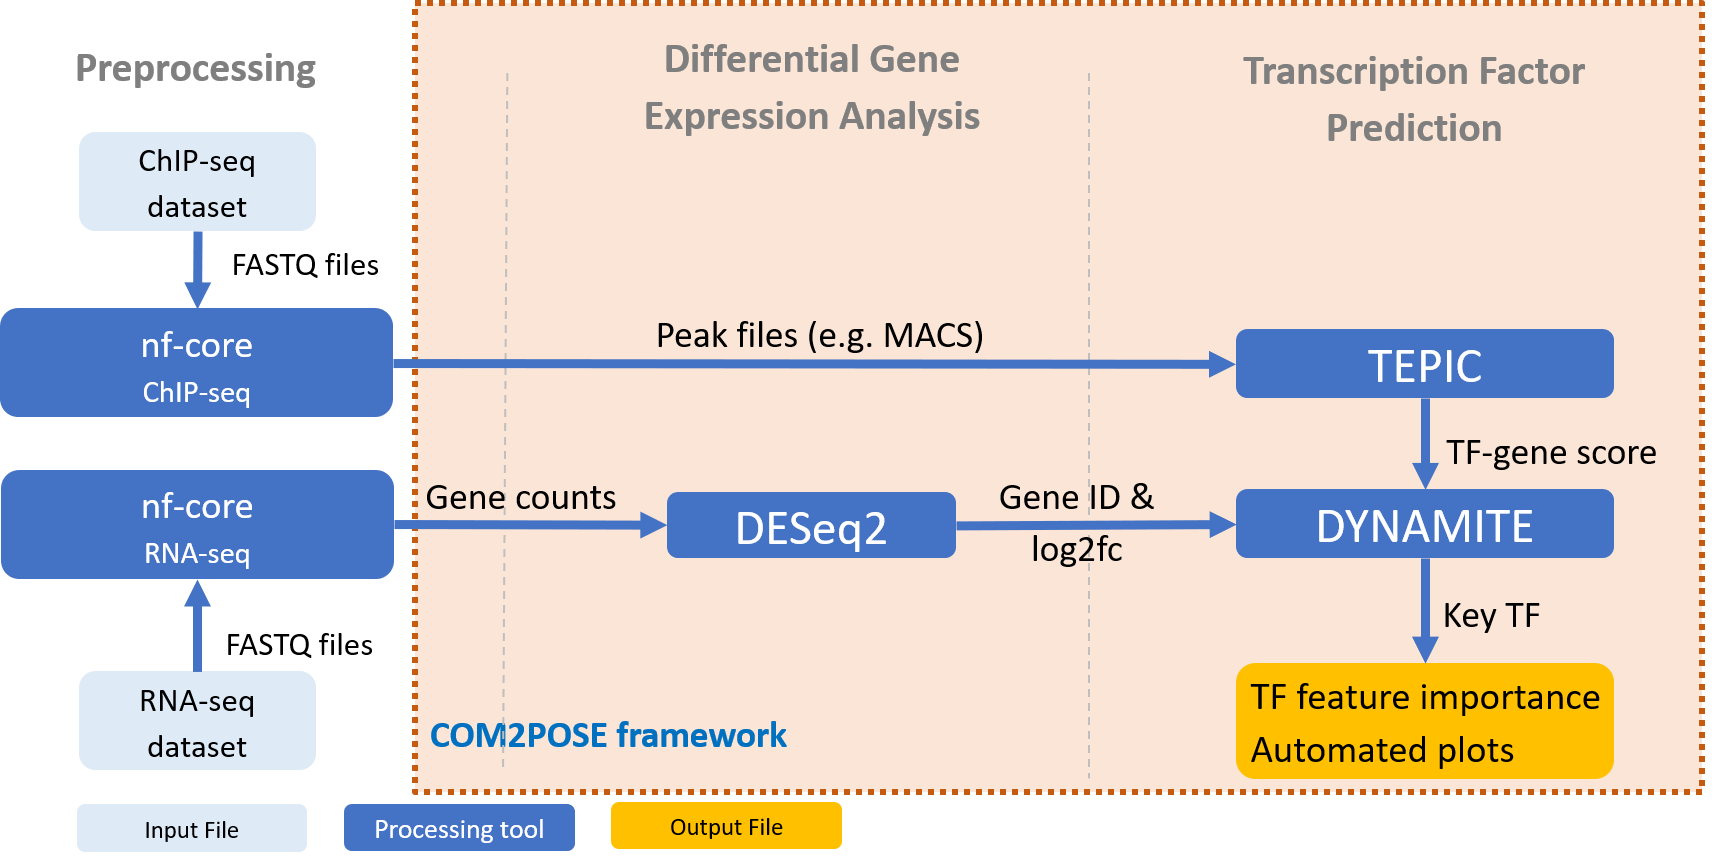 Preprocessing
Differential Gene
Expression Analysis
Transcription Factor
Prediction
ChIP-seq
dataset
FASTQ files
nf-core
ChIP-seq
Peak files (e.g. MACS)
TEPIC
TF-gene score
nf-core
RNA-seq
Gene counts
DESeq2
Gene ID &
log2fc
DYNAMITE
Key TF
FASTQ files
RNA-seq
dataset
COM2POSE framework
TF feature importance
Automated plots
Input File
Processing tool
Output File